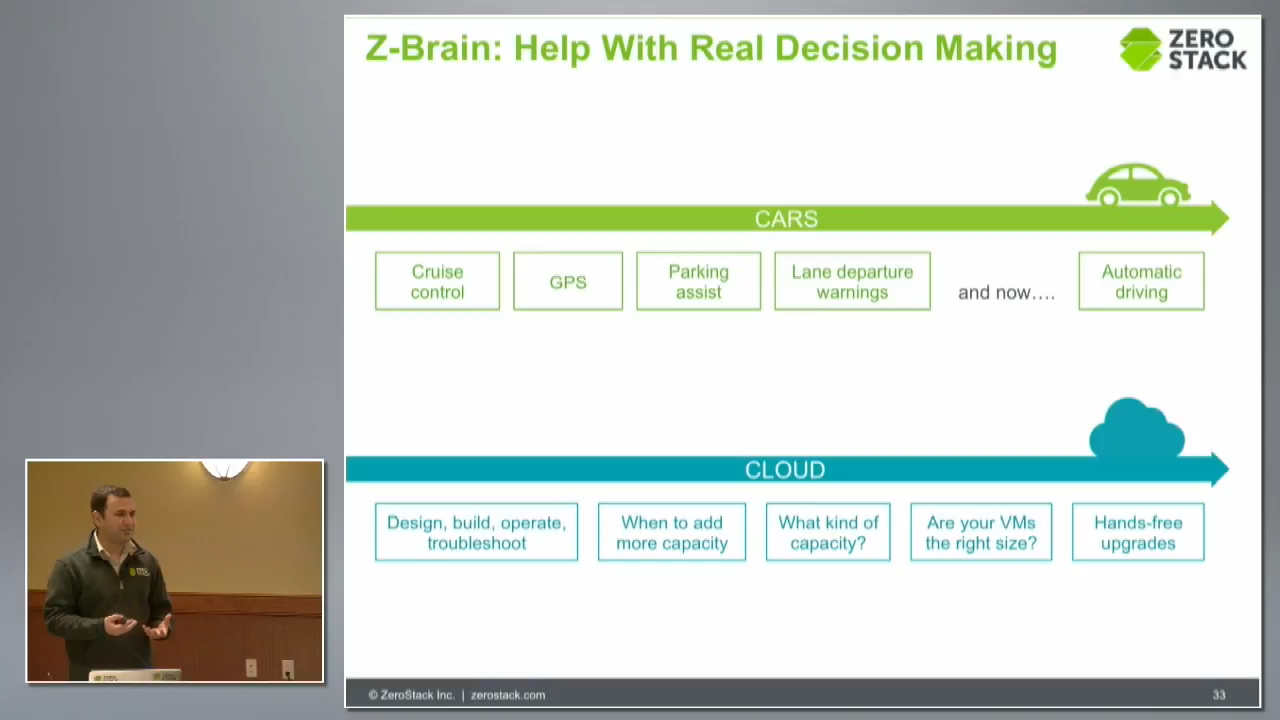 Z-Brain: Help With Real Decision Making
ZERO
STACK
CARS
Cruise
control
GPS
Parking
assist
Lane departure
warnings
and now....
Automatic
driving
CLOUD
Design, build, operate,
troubleshoot
When to add
more capacity
What kind of
capacity?
Are your VMs
the right size?
Hands-free
upgrades
ZERO
STACK
© ZeroStack Inc. | zerostack.com
33